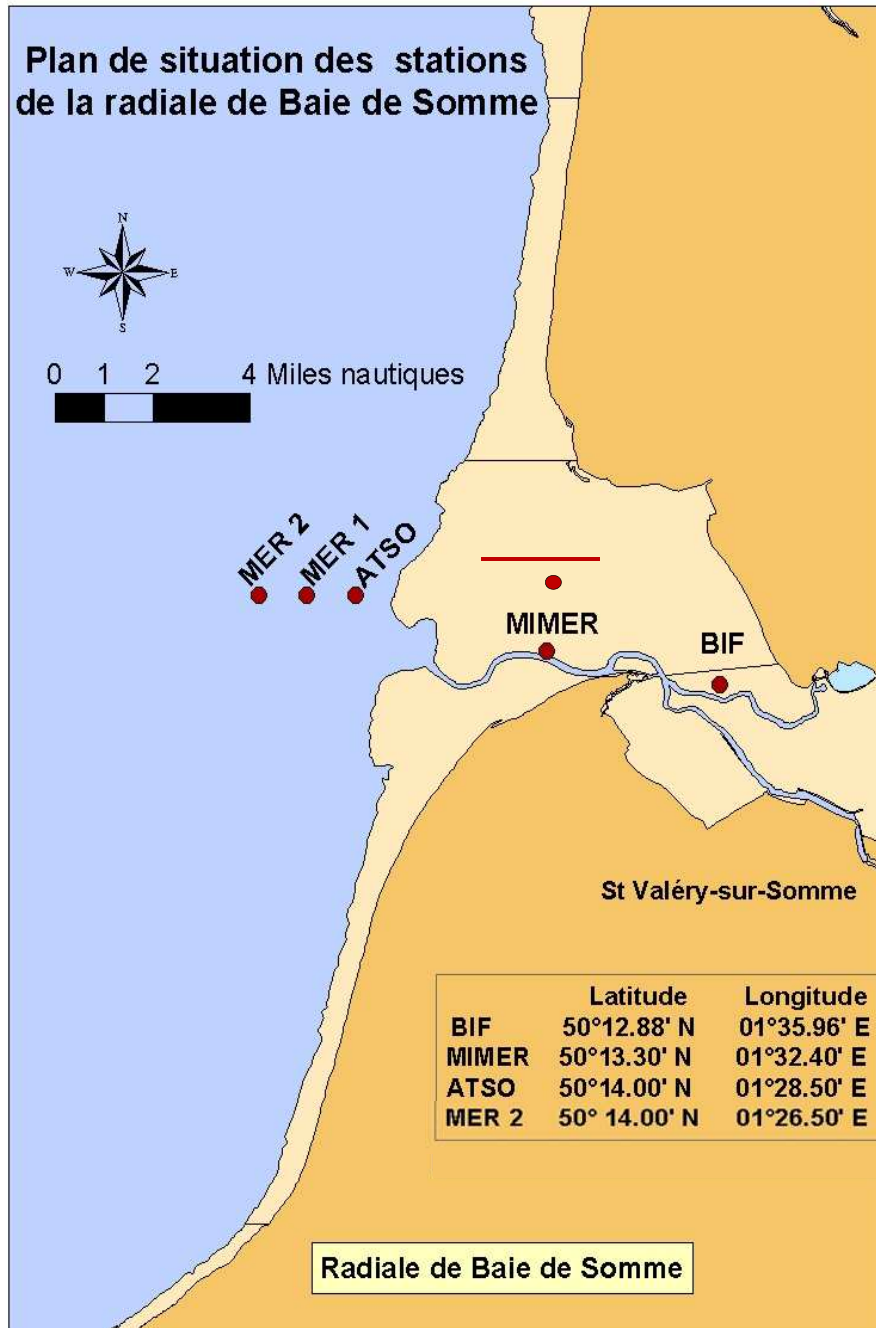 Plan de situation des stations
de la radiale de Baie de Somme
N
W E
S
0 1 2 4 Miles nautiques
MER 2
MER 1
ATSO
MIMER
BIF
St Valéry-sur-Somme
Latitude Longitude
BIF 50°12.88' N 01°35.96' E
MIMER 50°13.30' N 01°32.40' E
ATSO 50°14.00' N 01°28.50' E
MER 2 50° 14.00' N 01°26.50' E
Radiale de Baie de Somme